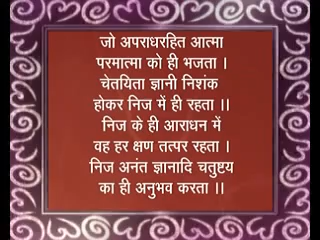 जो अपराधरहित आत्मा
परमात्मा को ही भजता ।
चेतयिता ज्ञानी निशंक
होकर निज में ही रहता ।।
निज के ही आराधन में
वह हर क्षण तत्पर रहता ।
निज अनंत ज्ञानादि चतुष्टय
का ही अनुभव करता ।।